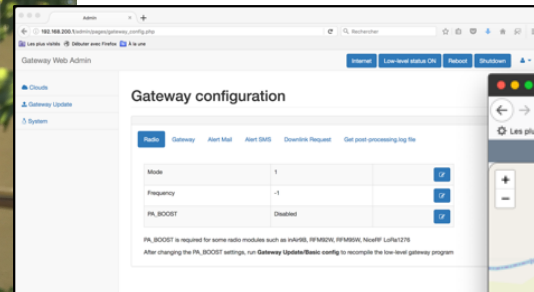 Admin
192.168.200.1/admin/pages/gateway_config.php
Rechercher
Les plus visités Débuter avec Firefox À la une
Gateway Web Admin
Internet Low-level status ON Reboot Shutdown
Clouds
Gateway Update
System
Gateway configuration
Radio Gateway Alert Mail Alert SMS Downlink Request Get post-processing.log file
Mode 1
Frequency -1
PA_BOOST Disabled
PA_BOOST is required for some radio modules such as inAir9B, RFM92W, RFM95W, NiceRF LoRa1276
After changing the PA_BOOST settings, run Gateway Update/Basic config to recompile the low-level gateway program
Les plu
+
−